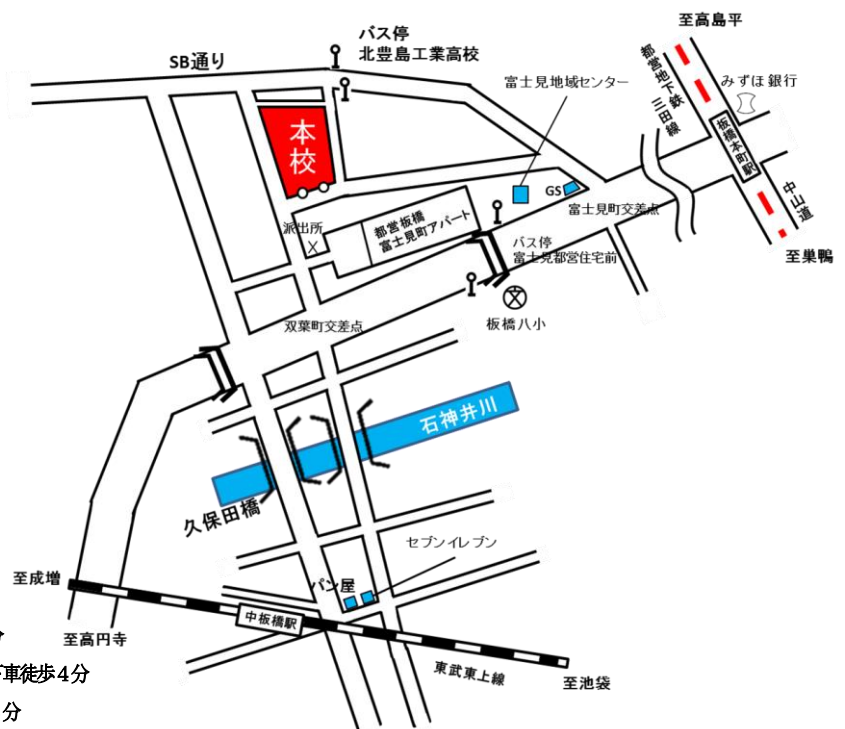 至高島平
バス停
北豊島工業高校
SB通り
都営地下鉄
三田線
みずほ銀行
富士見地域センター
本校
板橋本町駅
中山道
GS
富士見町交差点
派出所
都営板橋
富士見町アパート
バス停
富士見都営住宅前
至巣鴨
双葉町交差点
板橋八小
石神井川
久保田橋
セブンイレブン
至成増
パン屋
中板橋駅
至高円寺
東武東上線
至池袋
車徒歩4分
分